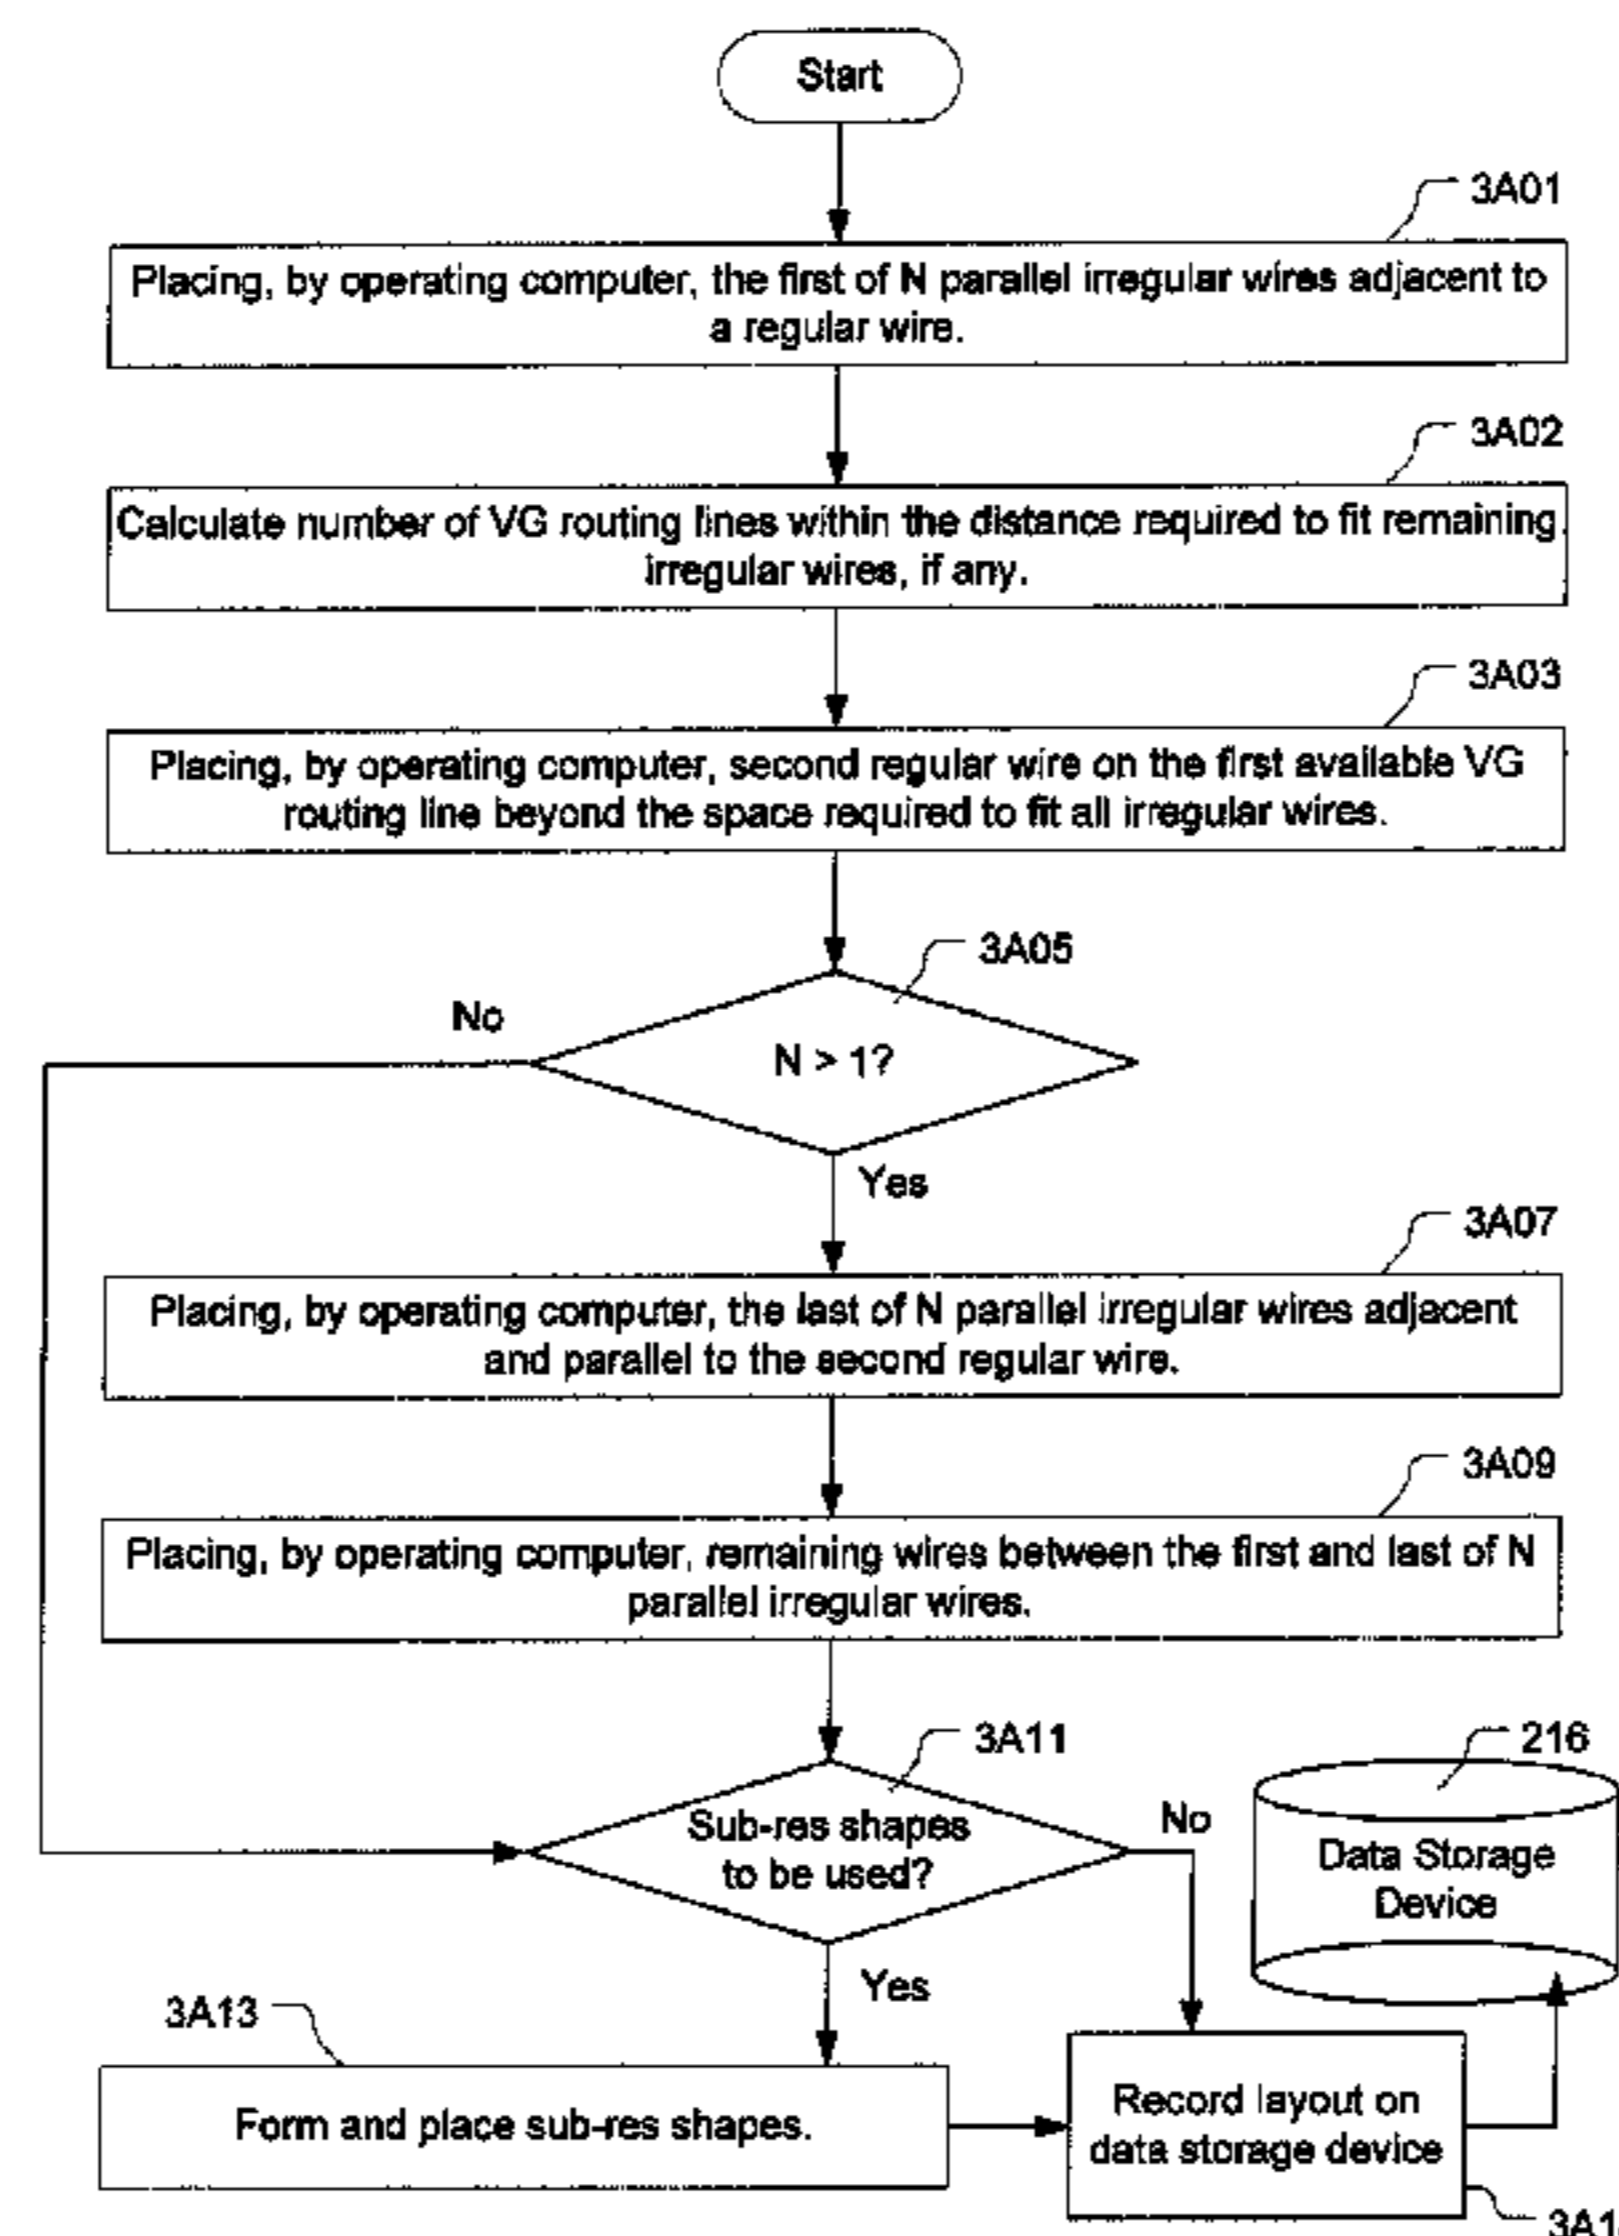 Start
3A01
Placing, by operating computer, the first of N parallel irregular wires adjacent to
a regular wire.
3A02
Calculate number of VG routing lines within the distance required to fit remaining
irregular wires, if any.
3A03
Placing, by operating computer, second regular wire on the first available VG
routing line beyond the space required to fit all irregular wires.
3A05
No
N > 1?
Yes
3A07
Placing, by operating computer, the last of N parallel irregular wires adjacent
and parallel to the second regular wire.
3A09
Placing, by operating computer, remaining wires between the first and last of N
parallel irregular wires.
3A11
216
Sub-res shapes
to be used?
No
Data Storage
Device
Yes
3A13
Form and place sub-res shapes.
Record layout on
data storage device